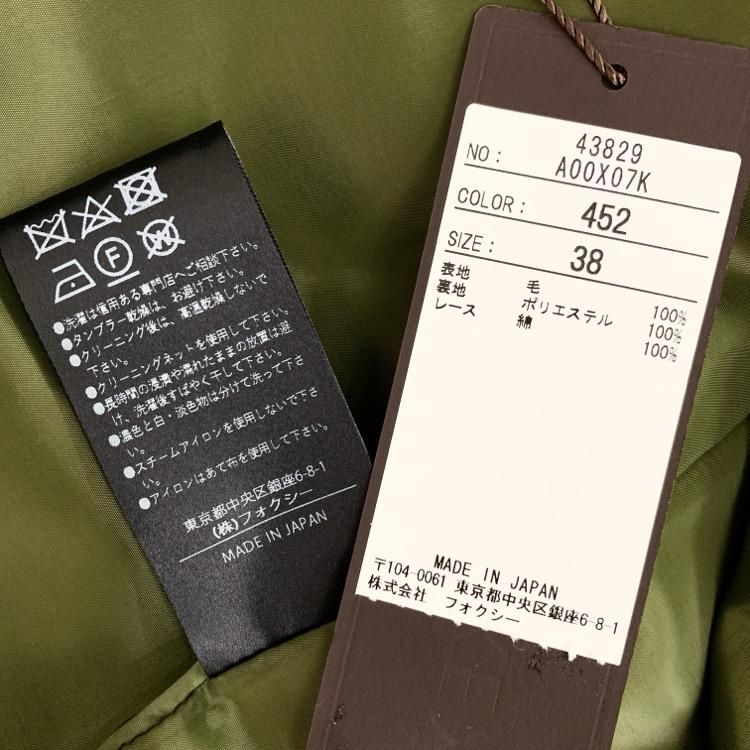 F
W
●洗濯は信用ある専門店へご相談下さい。
●タンブラー乾燥は、お避け下さい。
●クリーニング後は、高温乾燥しないで
下さい。
●クリーニングネットを使用して下さい。
●長時間の浸漬や濡れたままの放置は避
け、洗濯後すばやく干して下さい。
●濃色と白・淡色物は分けて洗って下さ
い。
●スチームアイロンを使用しないで下さ
い。
●アイロンはあて布を使用して下さい。
東京都中央区銀座6-8-1
(株)フォクシー
MADE IN JAPAN
43829
NO: A00X07K
COLOR: 452
SIZE: 38
表地 毛 100%
裏地 ポリエステル 100%
レース 綿 100%
MADE IN JAPAN
〒104-0061 東京都中央区銀座6-8-1
株式会社 フォクシー